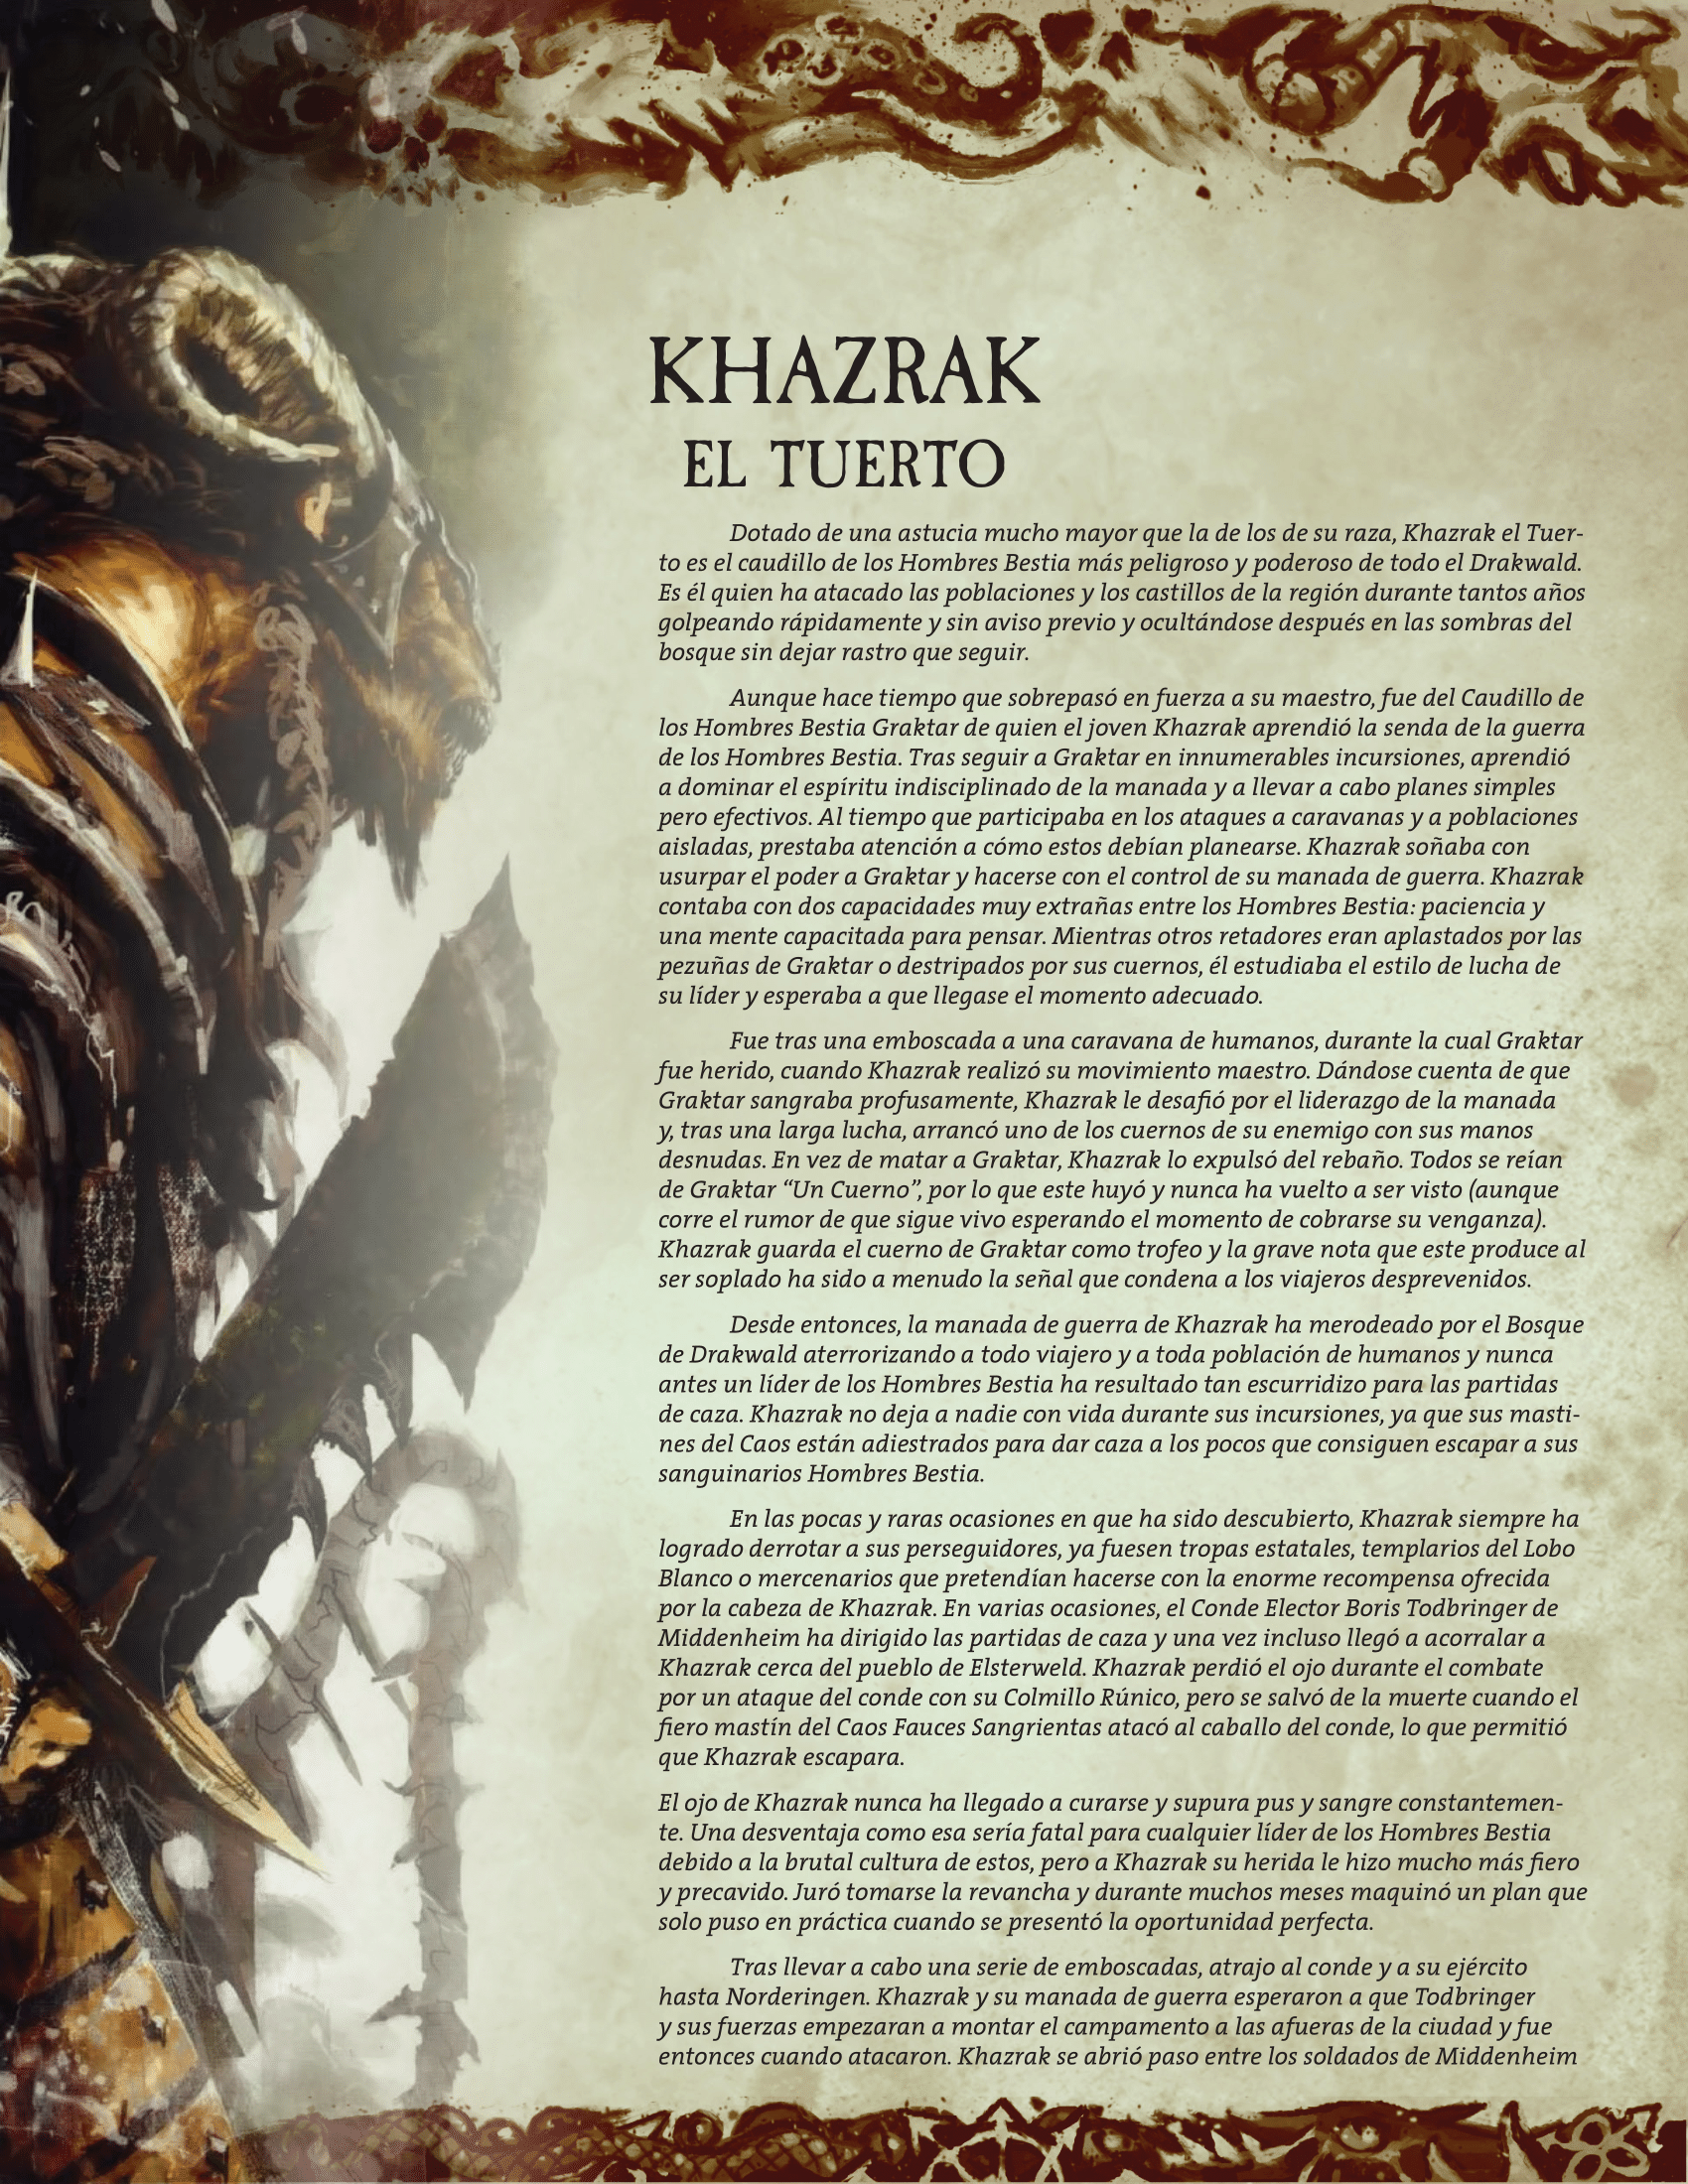 KHAZRAK
EL TUERTO
Dotado de una astucia mucho mayor que la de los de su raza, Khazrak el Tuer-
to es el caudillo de los Hombres Bestia más peligroso y poderoso de todo el Drakwald.
Es él quien ha atacado las poblaciones y los castillos de la región durante tantos años
golpeando rápidamente y sin aviso previo y ocultándose después en las sombras del
bosque sin dejar rastro que seguir.
Aunque hace tiempo que sobrepasó en fuerza a su maestro, fue del Caudillo de
los Hombres Bestia Graktar de quien el joven Khazrak aprendió la senda de la guerra
de los Hombres Bestia. Tras seguir a Graktar en innumerables incursiones, aprendió
a dominar el espíritu indisciplinado de la manada y a llevar a cabo planes simples
pero efectivos. Al tiempo que participaba en los ataques a caravanas y a poblaciones
aisladas, prestaba atención a cómo estos debían planearse. Khazrak soñaba con
usurpar el poder a Graktar y hacerse con el control de su manada de guerra. Khazrak
contaba con dos capacidades muy extrañas entre los Hombres Bestia: paciencia y
una mente capacitada para pensar. Mientras otros retadores eran aplastados por las
pezuñas de Graktar o destripados por sus cuernos, él estudiaba el estilo de lucha de
su líder y esperaba a que llegase el momento adecuado.
Fue tras una emboscada a una caravana de humanos, durante la cual Graktar
fue herido, cuando Khazrak realizó su movimiento maestro. Dándose cuenta de que
Graktar sangraba profusamente, Khazrak le desafió por el liderazgo de la manada
y, tras una larga lucha, arrancó uno de los cuernos de su enemigo con sus manos
desnudas. En vez de matar a Graktar, Khazrak lo expulsó del rebaño. Todos se reían
de Graktar “Un Cuerno”, por lo que este huyó y nunca ha vuelto a ser visto (aunque
corre el rumor de que sigue vivo esperando el momento de cobrarse su venganza).
Khazrak guarda el cuerno de Graktar como trofeo y la grave nota que este produce al
ser soplado ha sido a menudo la señal que condena a los viajeros desprevenidos.
Desde entonces, la manada de guerra de Khazrak ha merodeado por el Bosque
de Drakwald aterrorizando a todo viajero y a toda población de humanos y nunca
antes un líder de los Hombres Bestia ha resultado tan escurridizo para las partidas
de caza. Khazrak no deja a nadie con vida durante sus incursiones, ya que sus masti-
nes del Caos están adiestrados para dar caza a los pocos que consiguen escapar a sus
sanguinarios Hombres Bestia.
En las pocas y raras ocasiones en que ha sido descubierto, Khazrak siempre ha
logrado derrotar a sus perseguidores, ya fuesen tropas estatales, templarios del Lobo
Blanco o mercenarios que pretendían hacerse con la enorme recompensa ofrecida
por la cabeza de Khazrak. En varias ocasiones, el Conde Elector Boris Todbringer de
Middenheim ha dirigido las partidas de caza y una vez incluso llegó a acorralar a
Khazrak cerca del pueblo de Elsterweld. Khazrak perdió el ojo durante el combate
por un ataque del conde con su Colmillo Rúnico, pero se salvó de la muerte cuando el
fiero mastín del Caos Fauces Sangrientas atacó al caballo del conde, lo que permitió
que Khazrak escapara.
El ojo de Khazrak nunca ha llegado a curarse y supura pus y sangre constantemen-
te. Una desventaja como esa sería fatal para cualquier líder de los Hombres Bestia
debido a la brutal cultura de estos, pero a Khazrak su herida le hizo mucho más fiero
y precavido. Juró tomarse la revancha y durante muchos meses maquinó un plan que
solo puso en práctica cuando se presentó la oportunidad perfecta.
Tras llevar a cabo una serie de emboscadas, atrajo al conde y a su ejército
hasta Norderingen. Khazrak y su manada de guerra esperaron a que Todbringer
y sus fuerzas empezaran a montar el campamento a las afueras de la ciudad y fue
entonces cuando atacaron. Khazrak se abrió paso entre los soldados de Middenheim